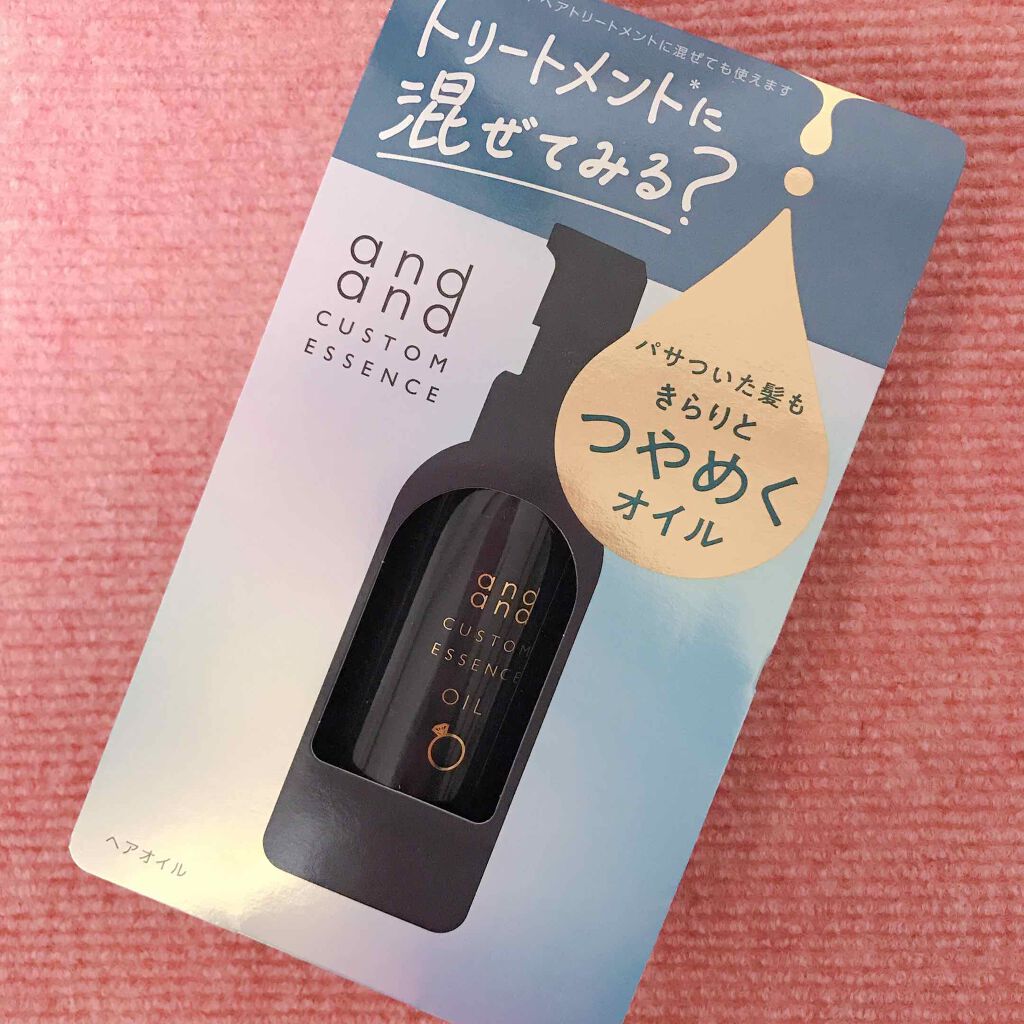 ヘアトリートメントに混ぜても使えます
トリートメント*に
混ぜてみる?
and
and
CUSTOM
ESSENCE
パサついた髪も
きらりと
つやめく
オイル
and
and
CUSTOM
ESSENCE
OIL
ヘアオイル